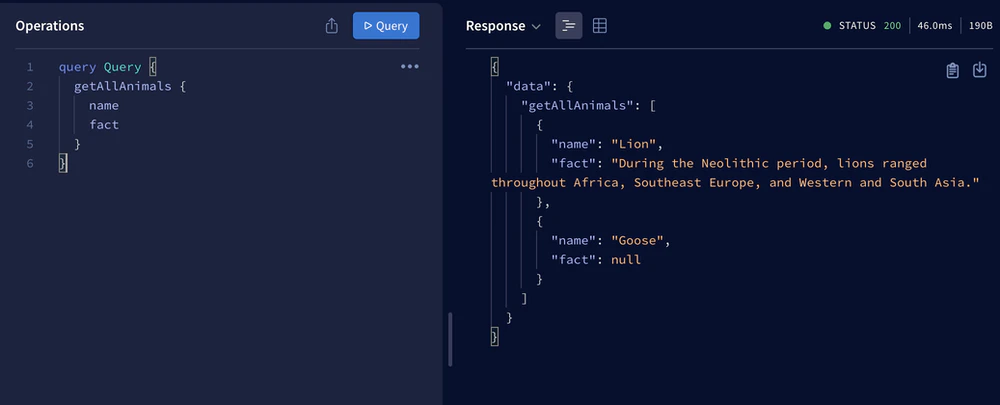 Operations
Query
1 query Query {
2 getAllAnimals {
3 name
4 fact
5 }
6 }
Response
STATUS 200 46.0ms 190B
{
"data": {
"getAllAnimals": [
{
"name": "Lion",
"fact": "During the Neolithic period, lions ranged
throughout Africa, Southeast Europe, and Western and South Asia."
},
{
"name": "Goose",
"fact": null
}
]
}
}